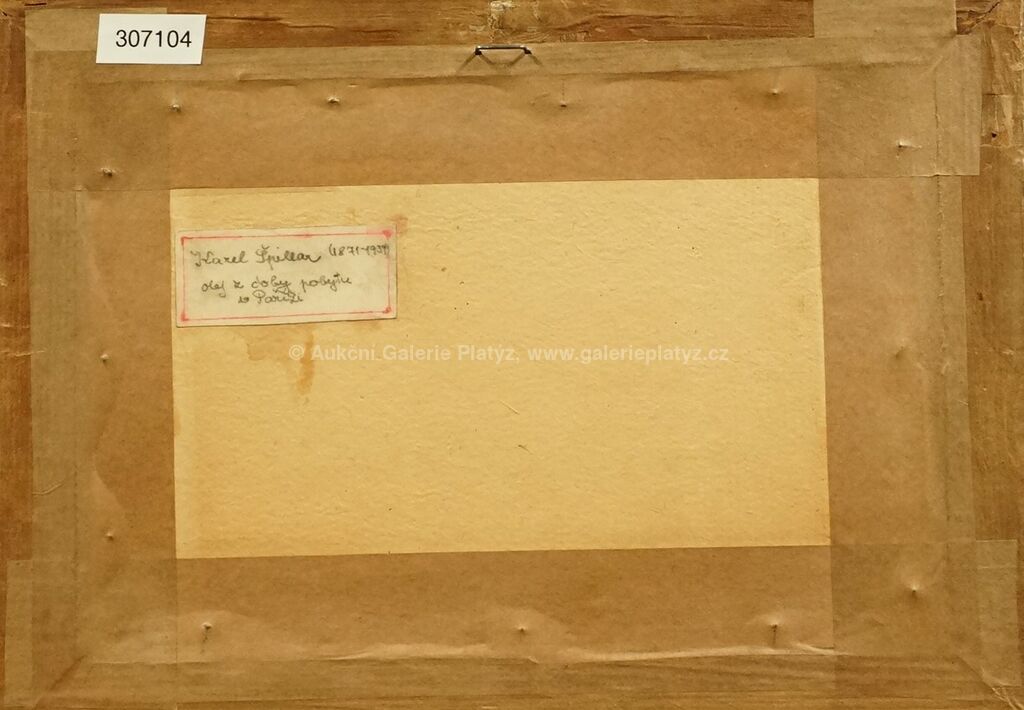 307104
Karel Špillar (1871-1939)
olej z doby pobytu
v Paříži
© Aukční Galerie Platýz, www.galerieplatyz.cz